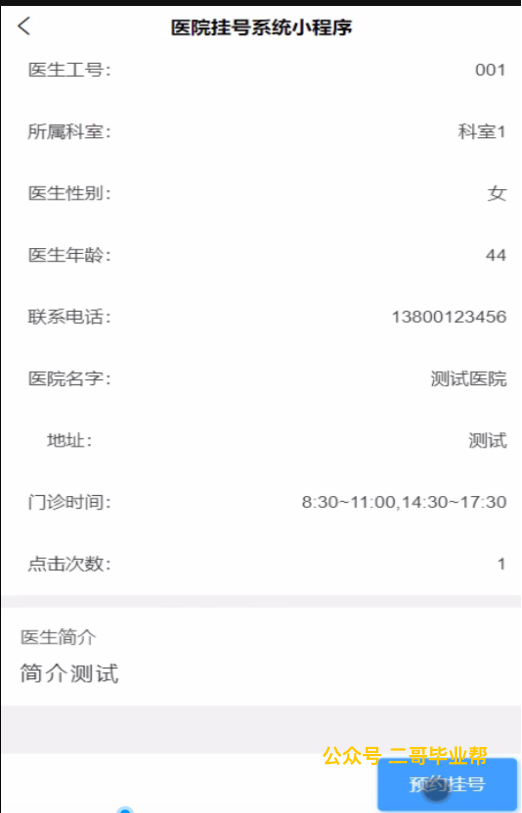 医院挂号系统小程序
医生工号： 001
所属科室： 科室1
医生性别： 女
医生年龄： 44
联系电话： 13800123456
医院名字： 测试医院
地址： 测试
门诊时间： 8:30~11:00,14:30~17:30
点击次数： 1
医生简介
简介测试
公众号 二哥毕业帮
预约挂号